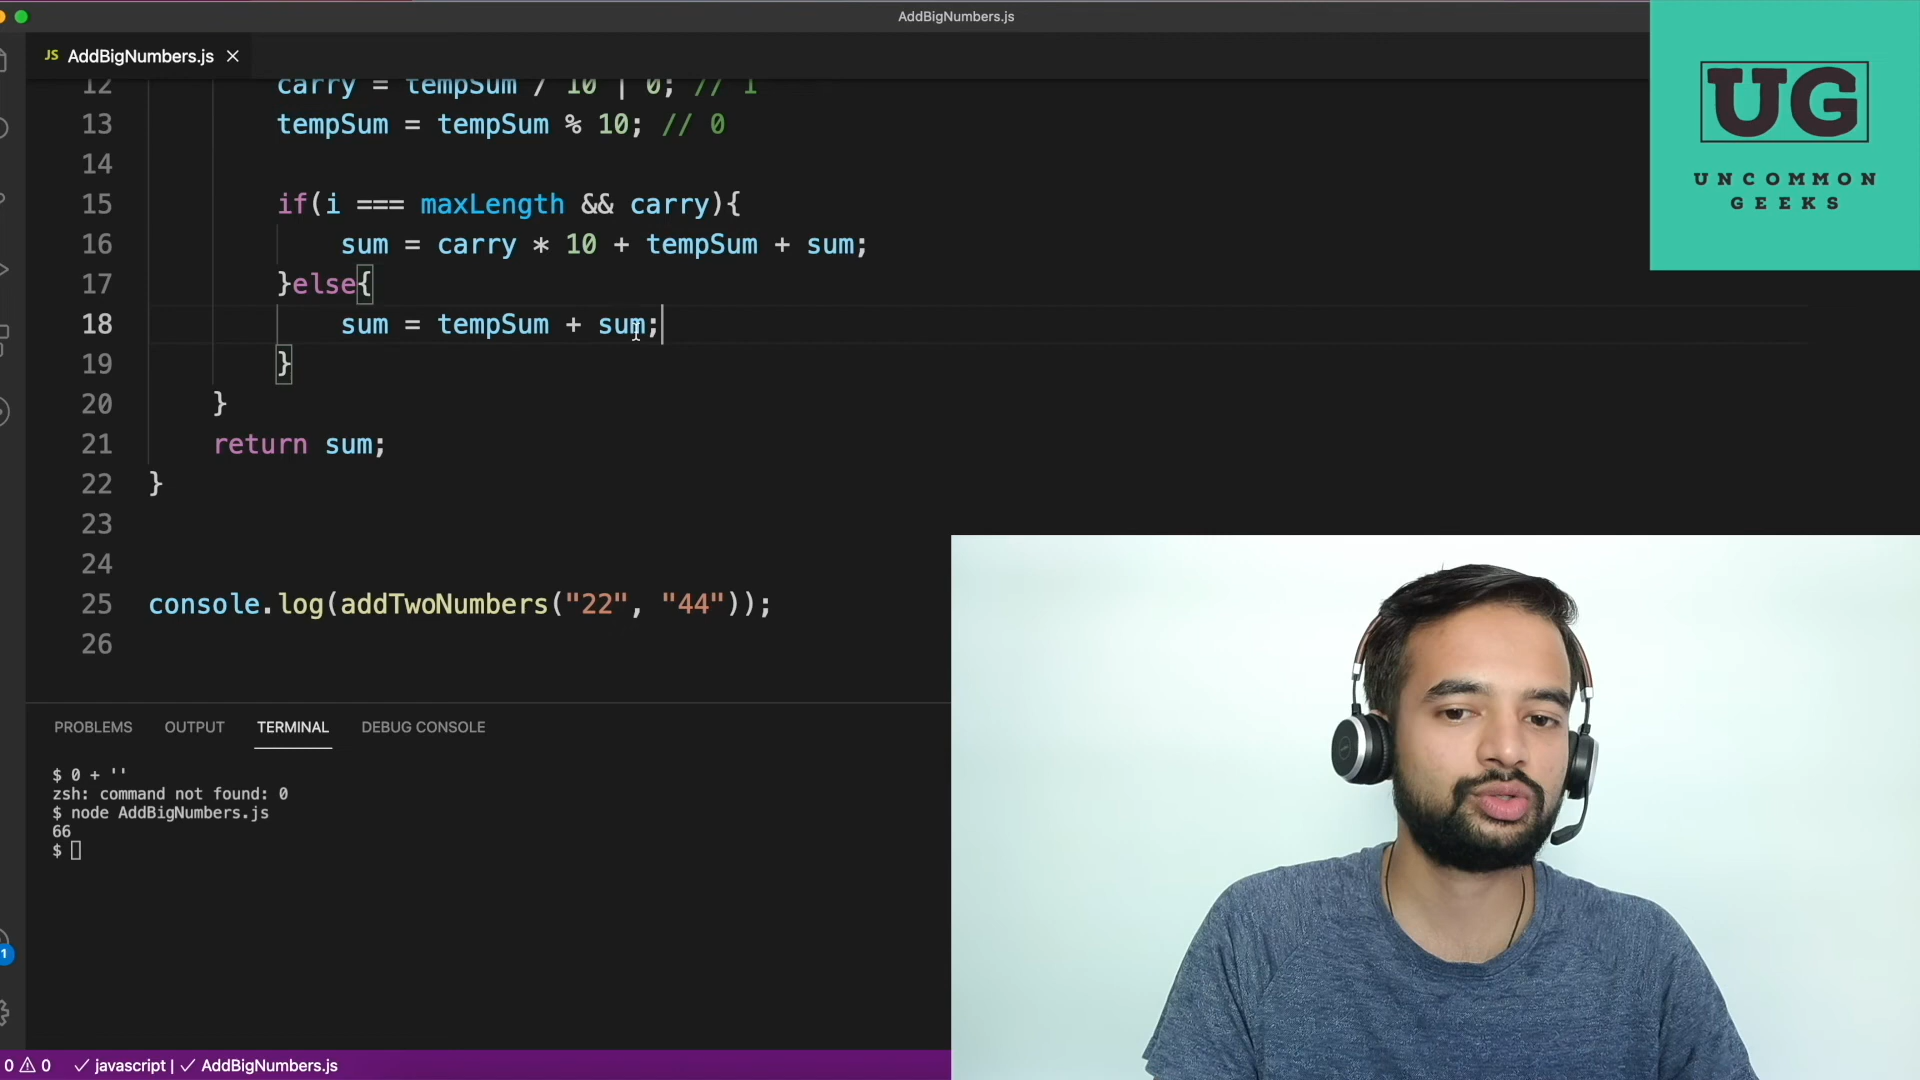 AddBigNumbers.js
JS AddBigNumbers.js ×
12 carry = tempSum / 10 | 0; // 1
13 tempSum = tempSum % 10; // 0
14
15 if(i === maxLength && carry){
16 sum = carry * 10 + tempSum + sum;
17 }else{
18 sum = tempSum + sum;
19 }
20 }
21 return sum;
22 }
23
24
25 console.log(addTwoNumbers("22", "44"));
26
PROBLEMS OUTPUT TERMINAL DEBUG CONSOLE
$ 0 + ''
zsh: command not found: 0
$ node AddBigNumbers.js
66
$
1
0 0 ✓ javascript | ✓ AddBigNumbers.js
UG
UNCOMMON
GEEKS